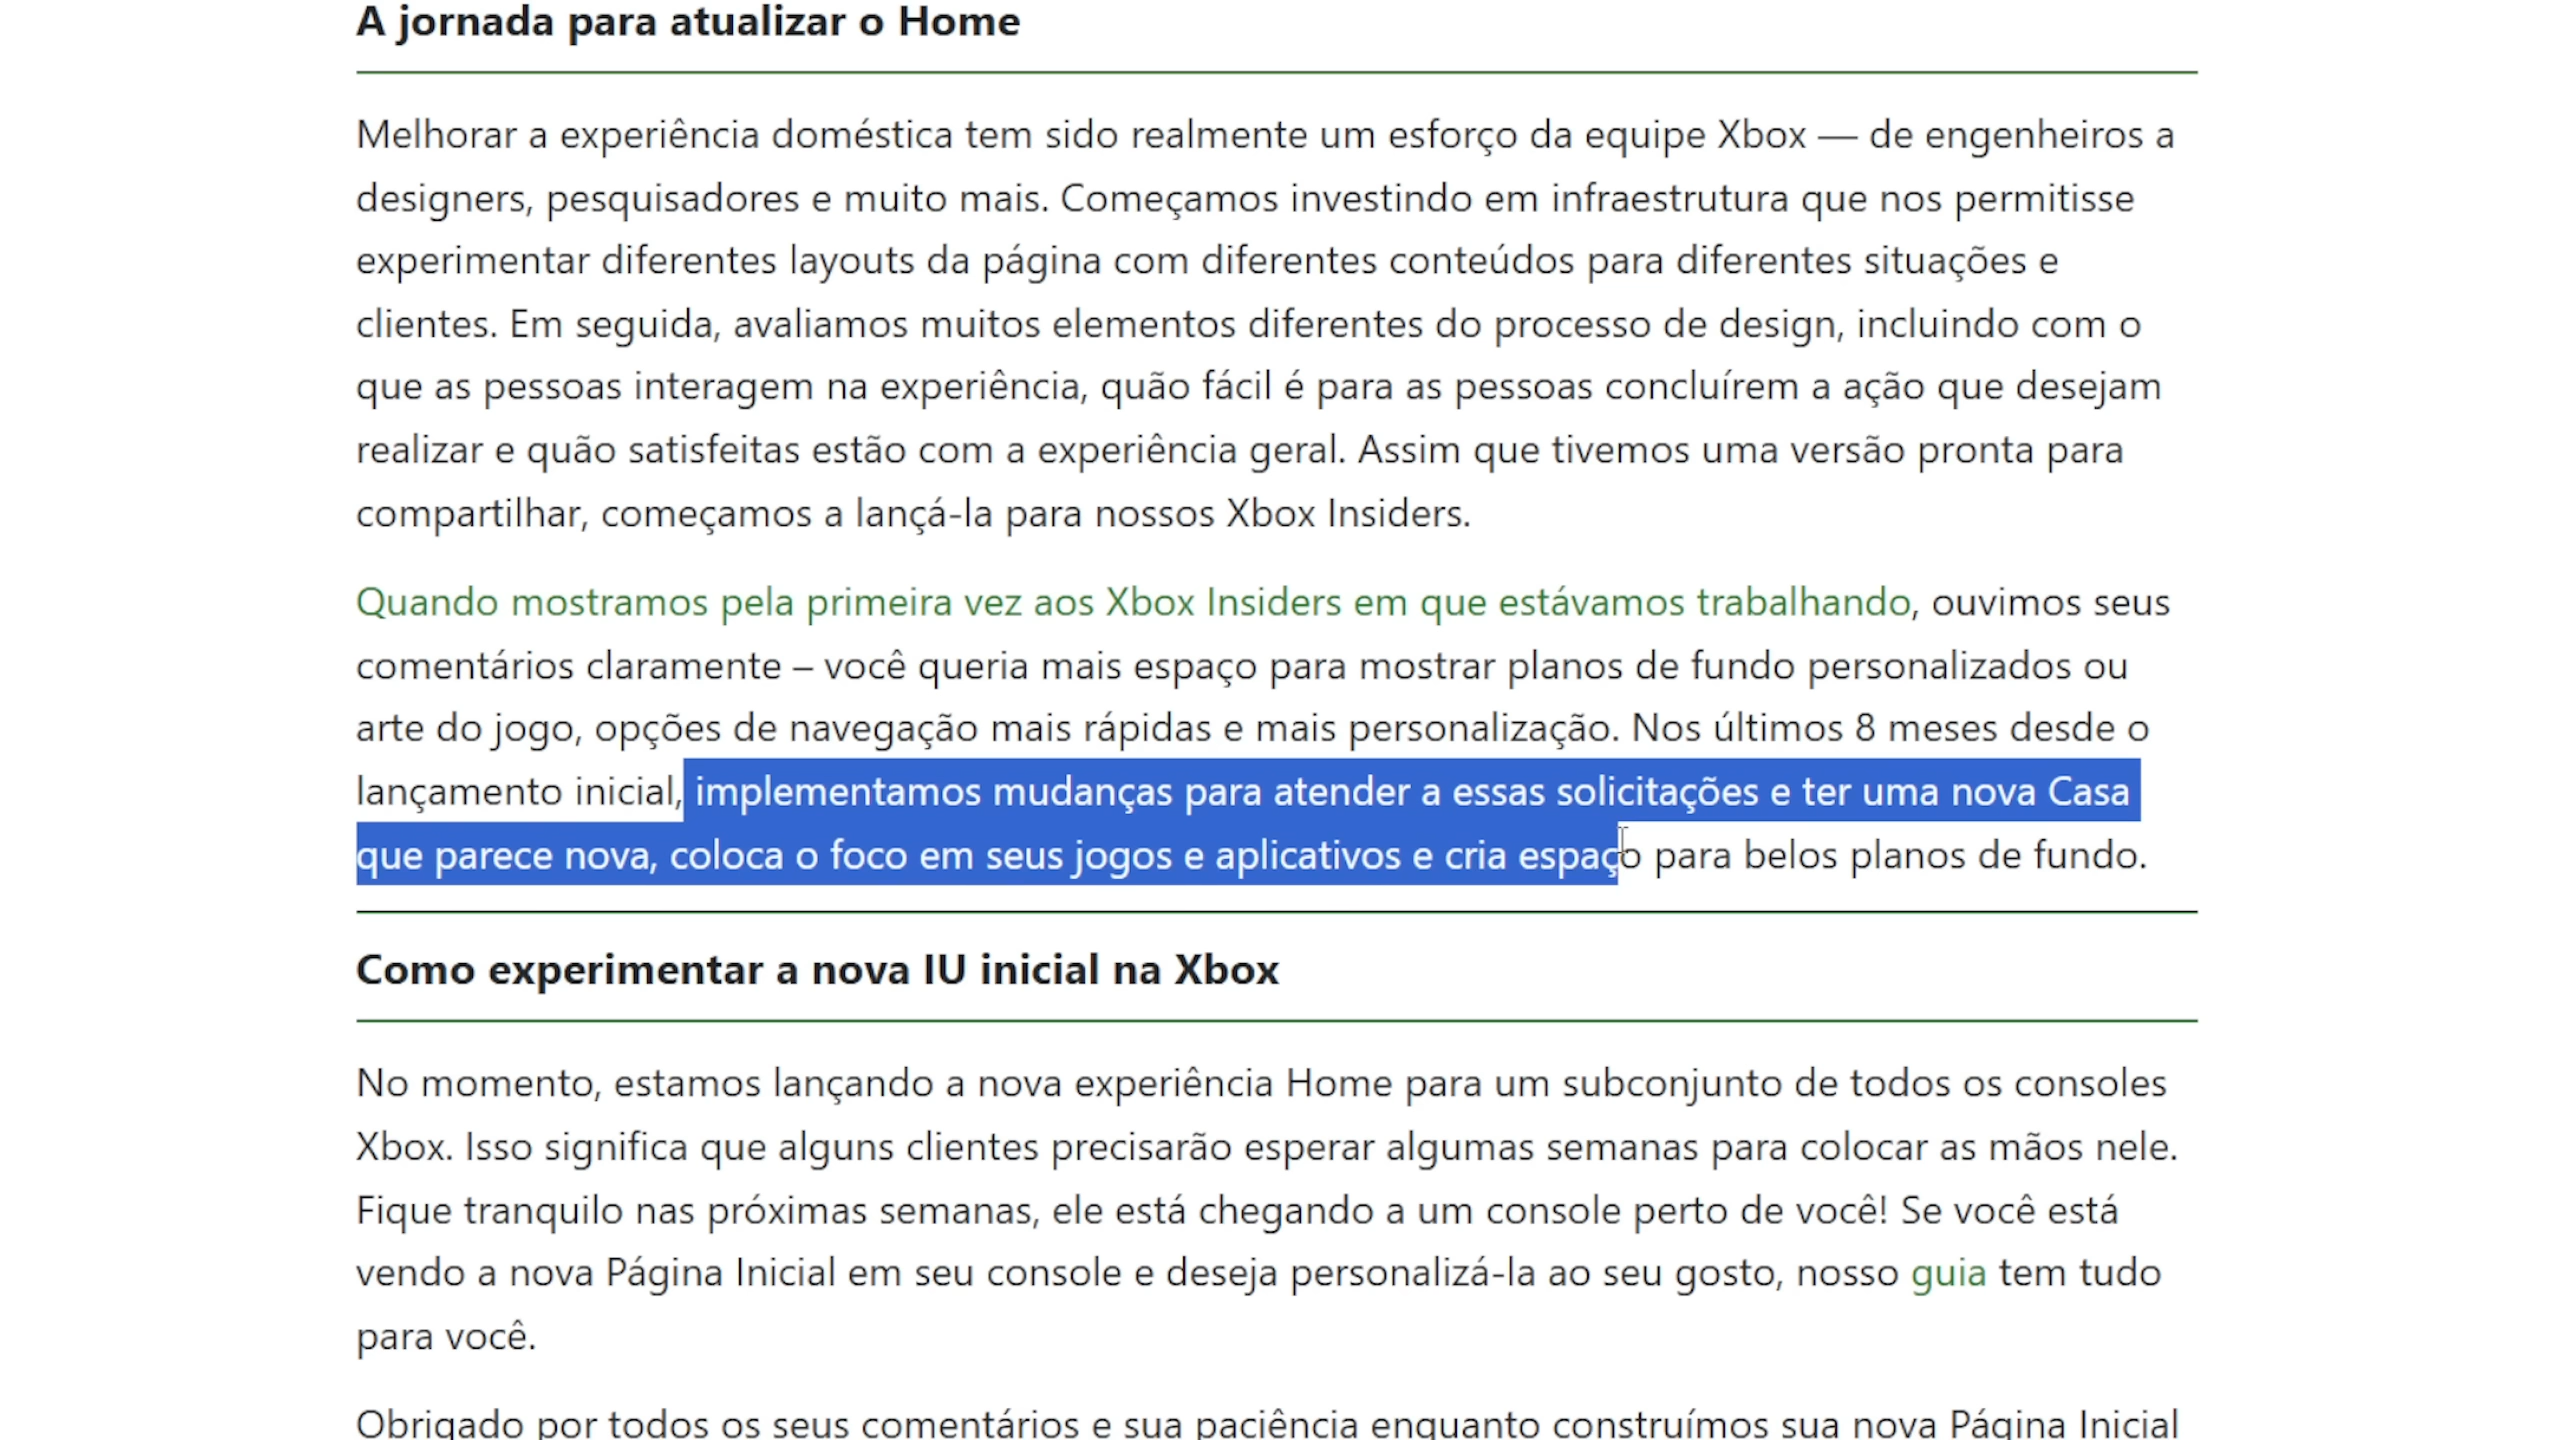 A jornada para atualizar o Home
Melhorar a experiência doméstica tem sido realmente um esforço da equipe Xbox — de engenheiros a
designers, pesquisadores e muito mais. Começamos investindo em infraestrutura que nos permitisse
experimentar diferentes layouts da página com diferentes conteúdos para diferentes situações e
clientes. Em seguida, avaliamos muitos elementos diferentes do processo de design, incluindo com o
que as pessoas interagem na experiência, quão fácil é para as pessoas concluírem a ação que desejam
realizar e quão satisfeitas estão com a experiência geral. Assim que tivemos uma versão pronta para
compartilhar, começamos a lançá-la para nossos Xbox Insiders.
Quando mostramos pela primeira vez aos Xbox Insiders em que estávamos trabalhando, ouvimos seus
comentários claramente – você queria mais espaço para mostrar planos de fundo personalizados ou
arte do jogo, opções de navegação mais rápidas e mais personalização. Nos últimos 8 meses desde o
lançamento inicial, implementamos mudanças para atender a essas solicitações e ter uma nova Casa
que parece nova, coloca o foco em seus jogos e aplicativos e cria espaço para belos planos de fundo.
Como experimentar a nova IU inicial na Xbox
No momento, estamos lançando a nova experiência Home para um subconjunto de todos os consoles
Xbox. Isso significa que alguns clientes precisarão esperar algumas semanas para colocar as mãos nele.
Fique tranquilo nas próximas semanas, ele está chegando a um console perto de você! Se você está
vendo a nova Página Inicial em seu console e deseja personalizá-la ao seu gosto, nosso guia tem tudo
para você.
Obrigado por todos os seus comentários e sua paciência enquanto construímos sua nova Página Inicial